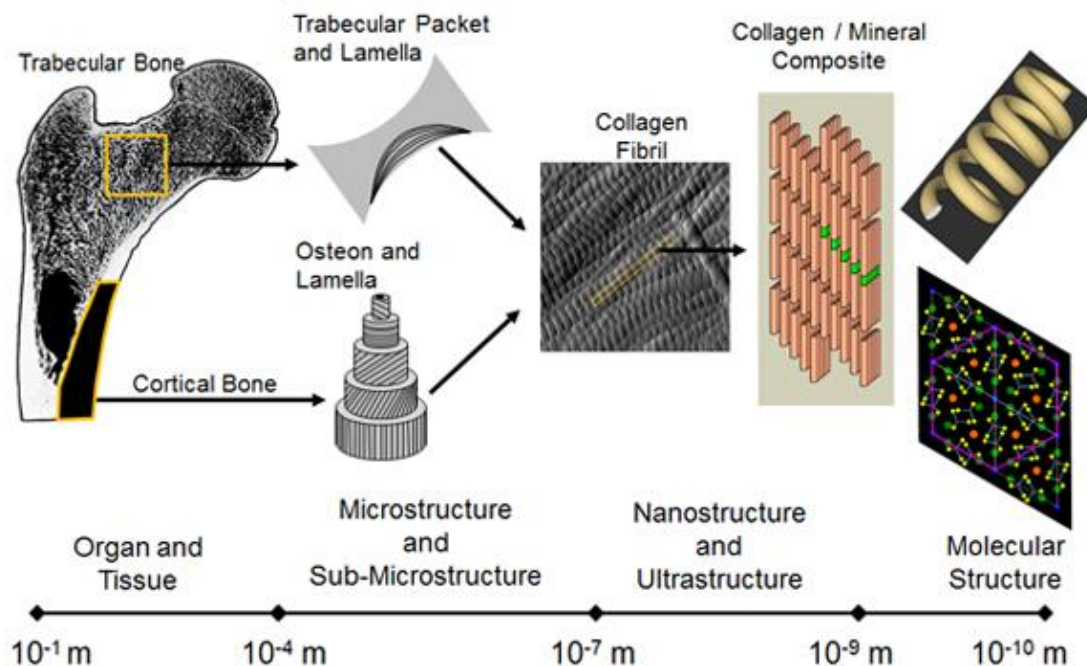 Trabecular Bone
Trabecular Packet
and Lamella
Collagen / Mineral
Composite
Collagen
Fibril
Osteon and
Lamella
Cortical Bone
Organ and
Tissue
Microstructure
and
Sub-Microstructure
Nanostructure
and
Ultrastructure
Molecular
Structure
10⁻¹ m
10⁻⁴ m
10⁻⁷ m
10⁻⁹ m
10⁻¹⁰ m